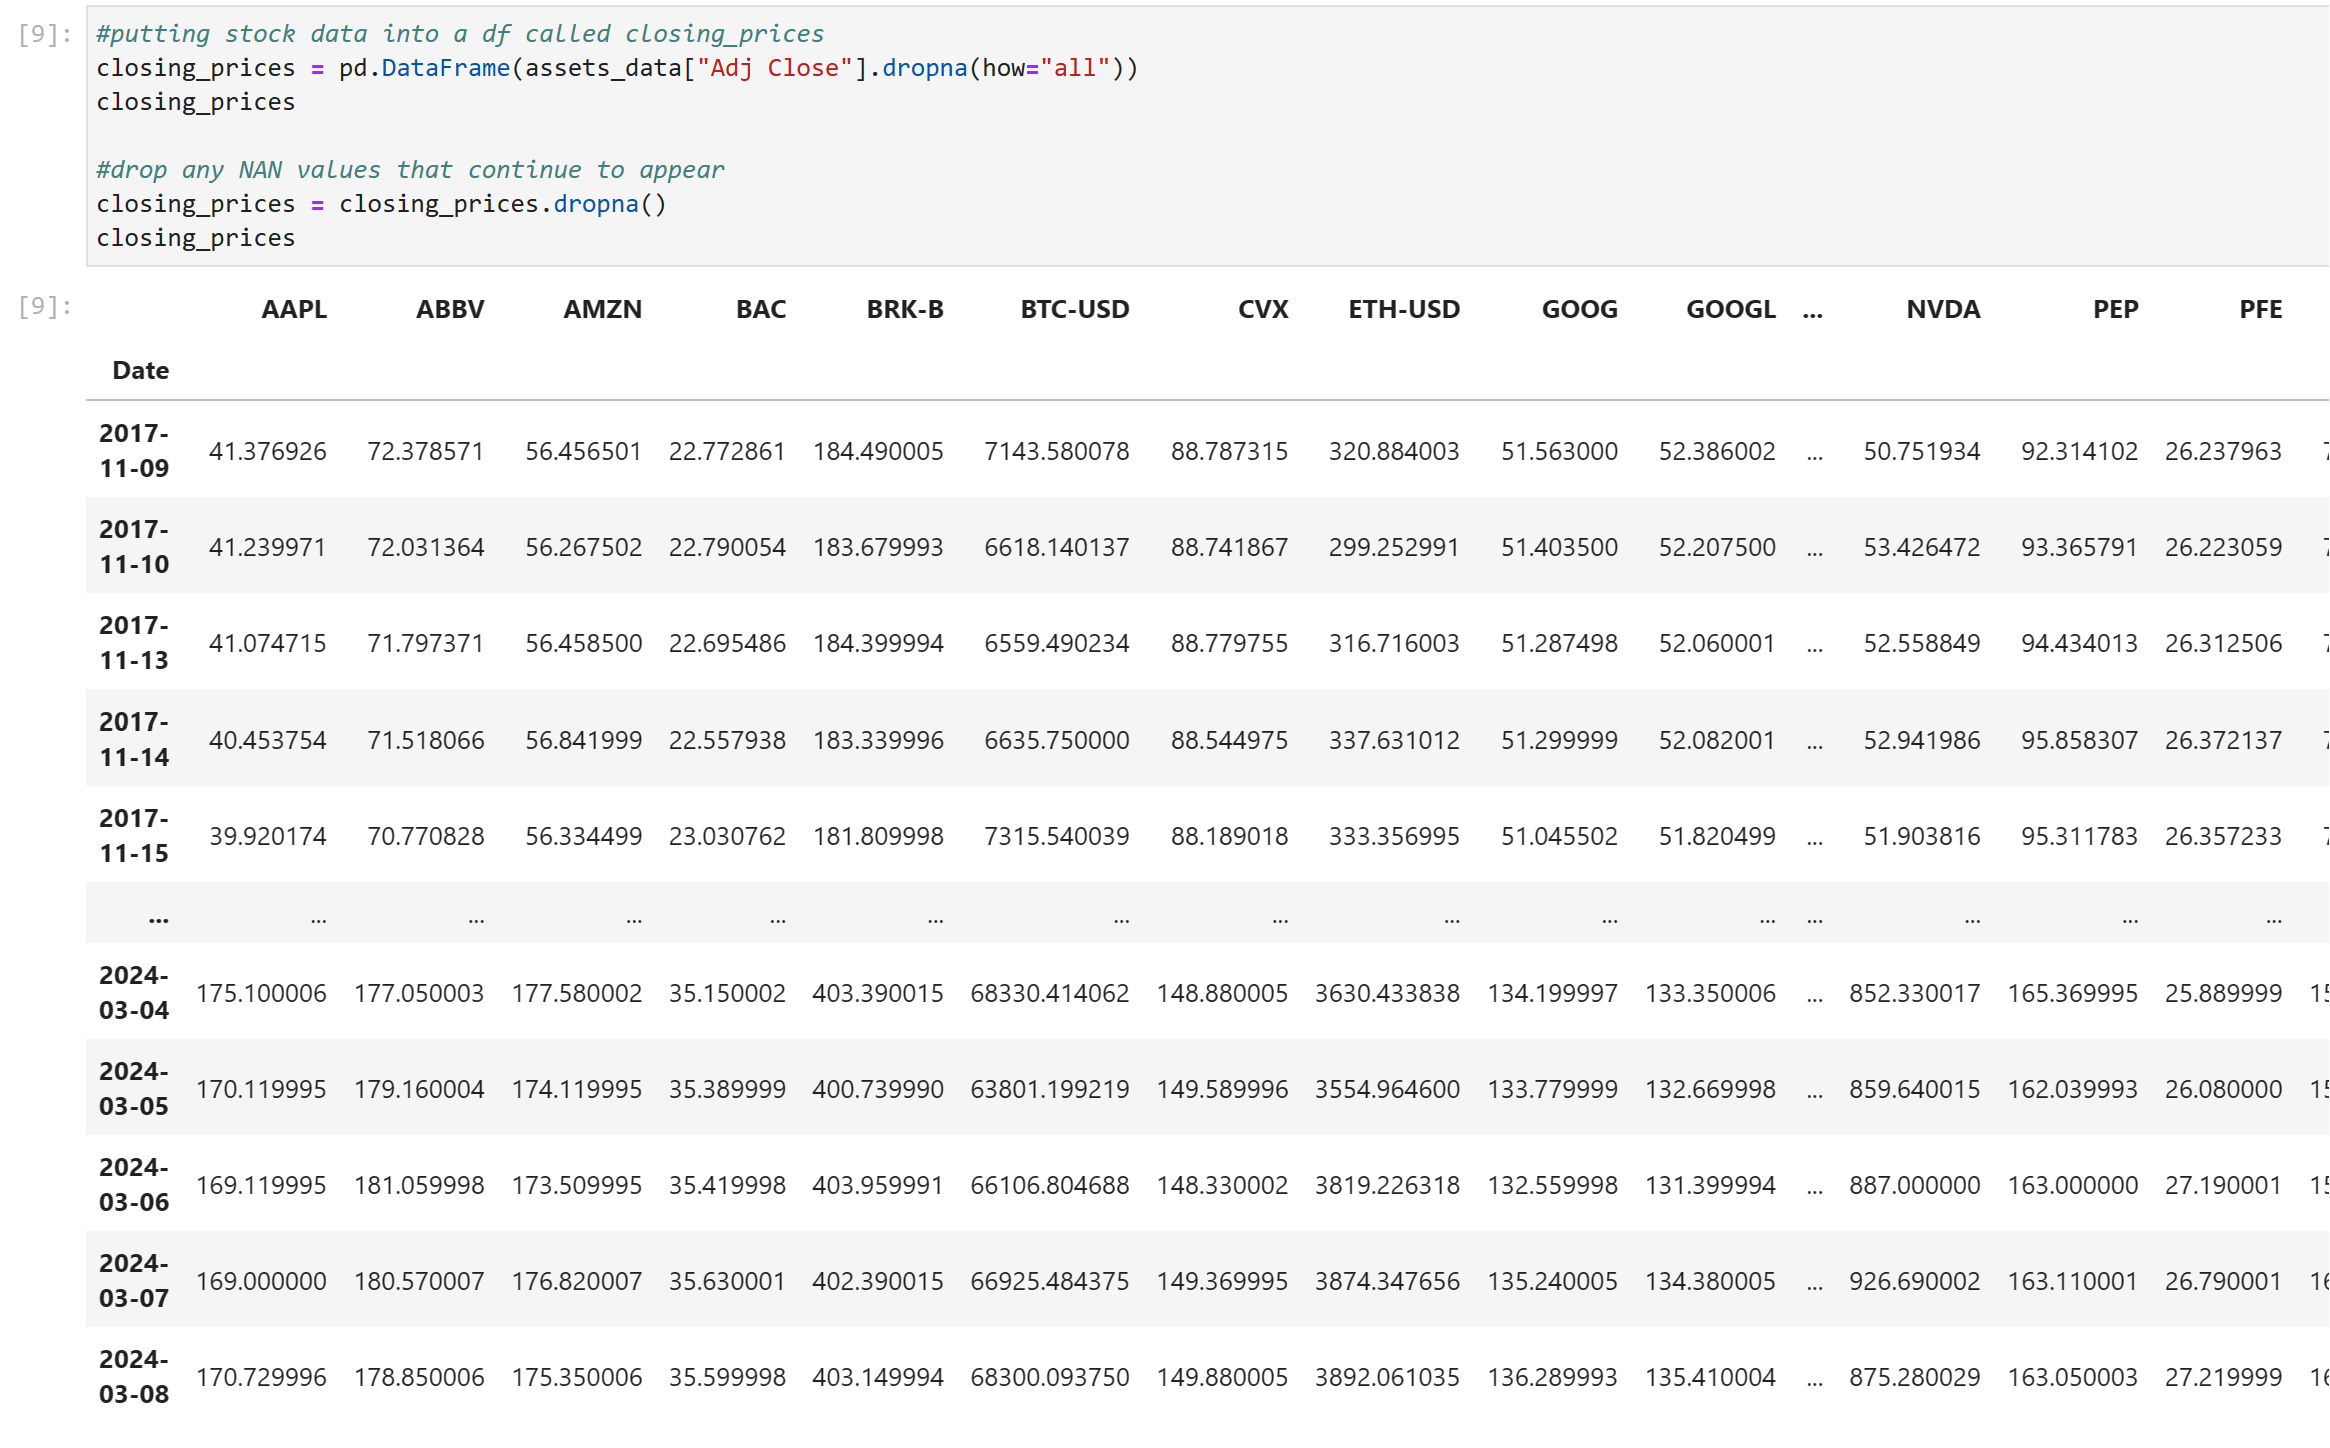 [9]: #putting stock data into a df called closing_prices
closing_prices = pd.DataFrame(assets_data["Adj Close"].dropna(how="all"))
closing_prices
#drop any NAN values that continue to appear
closing_prices = closing_prices.dropna()
closing_prices
[9]: AAPL ABBV AMZN BAC BRK-B BTC-USD CVX ETH-USD GOOG GOOGL ... NVDA PEP PFE
Date
2017-11-09 41.376926 72.378571 56.456501 22.772861 184.490005 7143.580078 88.787315 320.884003 51.563000 52.386002 ... 50.751934 92.314102 26.237963
2017-11-10 41.239971 72.031364 56.267502 22.790054 183.679993 6618.140137 88.741867 299.252991 51.403500 52.207500 ... 53.426472 93.365791 26.223059
2017-11-13 41.074715 71.797371 56.458500 22.695486 184.399994 6559.490234 88.779755 316.716003 51.287498 52.060001 ... 52.558849 94.434013 26.312506
2017-11-14 40.453754 71.518066 56.841999 22.557938 183.339996 6635.750000 88.544975 337.631012 51.299999 52.082001 ... 52.941986 95.858307 26.372137
2017-11-15 39.920174 70.770828 56.334499 23.030762 181.809998 7315.540039 88.189018 333.356995 51.045502 51.820499 ... 51.903816 95.311783 26.357233
... ... ... ... ... ... ... ... ... ... ... ... ... ... ...
2024-03-04 175.100006 177.050003 177.580002 35.150002 403.390015 68330.414062 148.880005 3630.433838 134.199997 133.350006 ... 852.330017 165.369995 25.889999
2024-03-05 170.119995 179.160004 174.119995 35.389999 400.739990 63801.199219 149.589996 3554.964600 133.779999 132.669998 ... 859.640015 162.039993 26.080000
2024-03-06 169.119995 181.059998 173.509995 35.419998 403.959991 66106.804688 148.330002 3819.226318 132.559998 131.399994 ... 887.000000 163.000000 27.190001
2024-03-07 169.000000 180.570007 176.820007 35.630001 402.390015 66925.484375 149.369995 3874.347656 135.240005 134.380005 ... 926.690002 163.110001 26.790001
2024-03-08 170.729996 178.850006 175.350006 35.599998 403.149994 68300.093750 149.880005 3892.061035 136.289993 135.410004 ... 875.280029 163.050003 27.219999